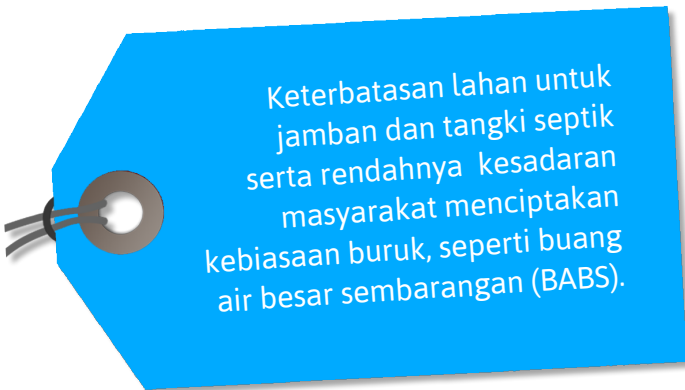 Keterbatasan lahan untuk
jamban dan tangki septik
serta rendahnya kesadaran
masyarakat menciptakan
kebiasaan buruk, seperti buang
air besar sembarangan (BABS).